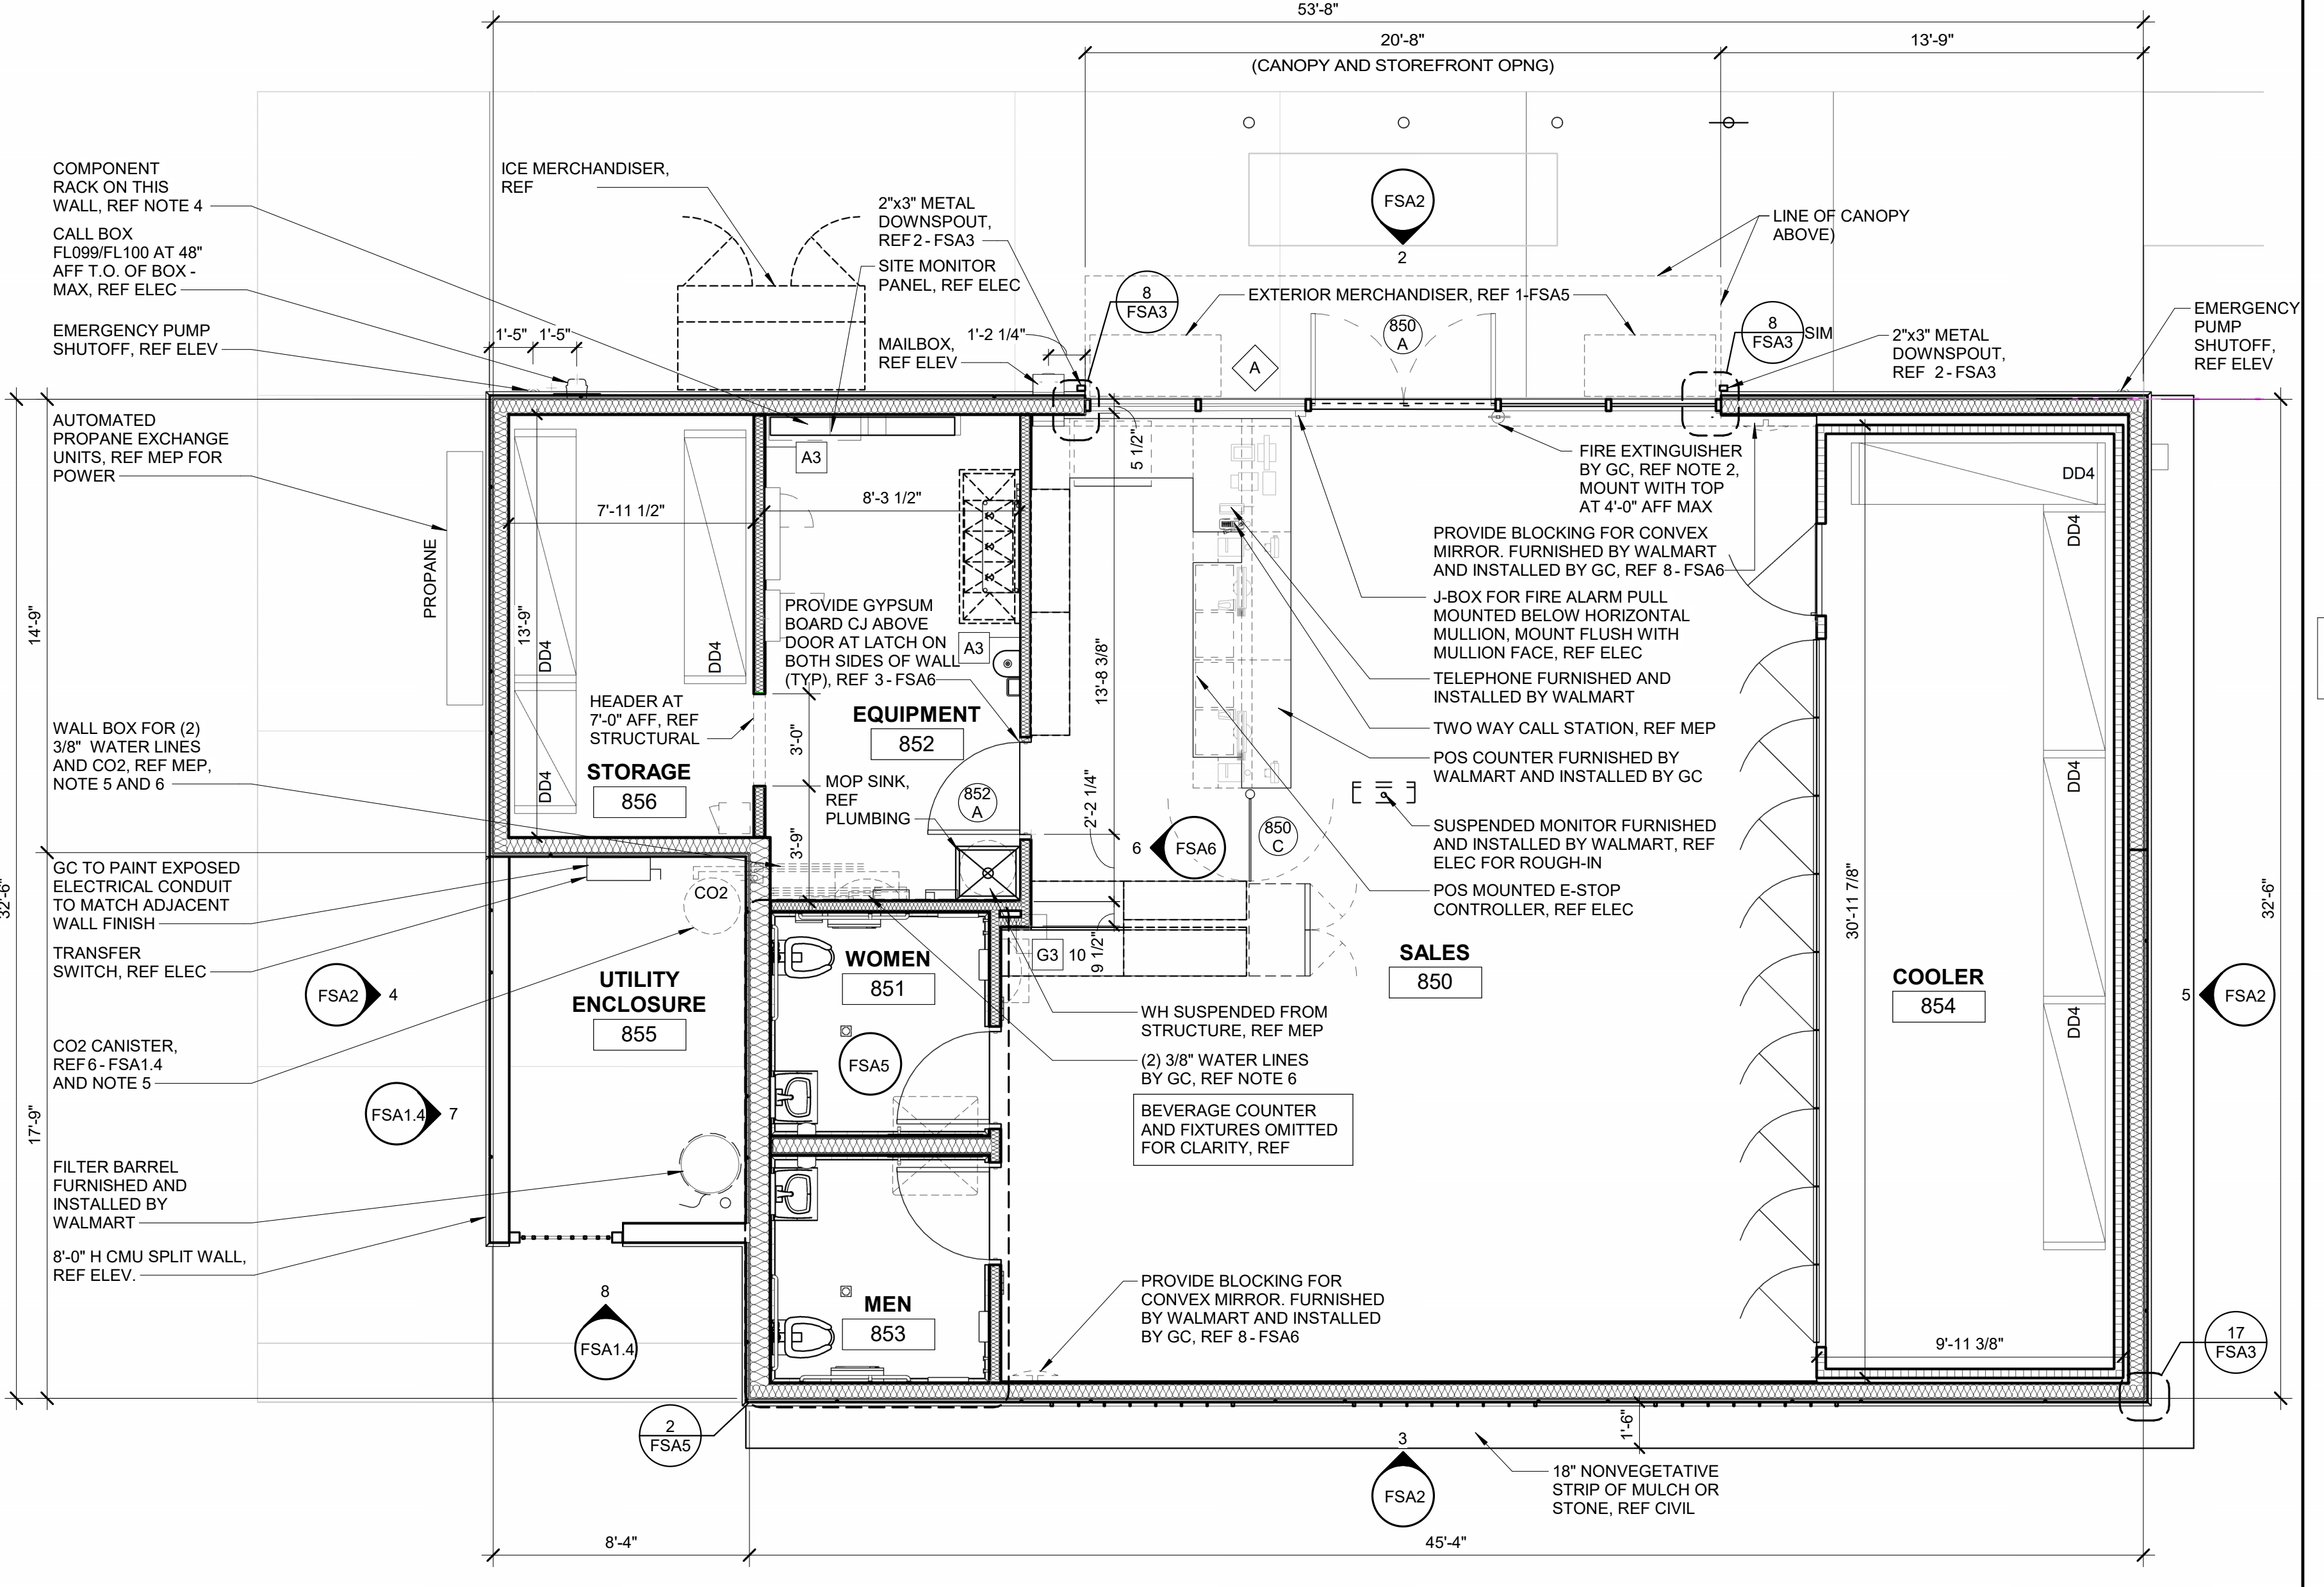 53'-8"
20'-8"
13'-9"
(CANOPY AND STOREFRONT OPNG)
COMPONENT
RACK ON THIS
WALL, REF NOTE 4
CALL BOX
FL099/FL100 AT 48"
AFF T.O. OF BOX -
MAX, REF ELEC
EMERGENCY PUMP
SHUTOFF, REF ELEV
1'-5"
1'-5"
ICE MERCHANDISER,
REF
2"x3" METAL
DOWNSPOUT,
REF 2 - FSA3
SITE MONITOR
PANEL, REF ELEC
MAILBOX,
REF ELEV
1'-2 1/4"
8
FSA3
FSA2
2
EXTERIOR MERCHANDISER, REF 1-FSA5
850
A
A
LINE OF CANOPY
ABOVE)
8
FSA3
SIM
2"x3" METAL
DOWNSPOUT,
REF 2 - FSA3
EMERGENCY
PUMP
SHUTOFF,
REF ELEV
AUTOMATED
PROPANE EXCHANGE
UNITS, REF MEP FOR
POWER
PROPANE
14'-9"
32'-6"
17'-9"
7'-11 1/2"
13'-9"
DD4
DD4
DD4
HEADER AT
7'-0" AFF, REF
STRUCTURAL
STORAGE
856
A3
8'-3 1/2"
PROVIDE GYPSUM
BOARD CJ ABOVE
DOOR AT LATCH ON
BOTH SIDES OF WALL
(TYP), REF 3 - FSA6
A3
EQUIPMENT
852
3'-0"
3'-9"
MOP SINK,
REF
PLUMBING
852
A
5 1/2"
13'-8 3/8"
2'-2 1/4"
9 1/2"
6
FSA6
850
C
FIRE EXTINGUISHER
BY GC, REF NOTE 2,
MOUNT WITH TOP
AT 4'-0" AFF MAX
PROVIDE BLOCKING FOR CONVEX
MIRROR. FURNISHED BY WALMART
AND INSTALLED BY GC, REF 8 - FSA6
J-BOX FOR FIRE ALARM PULL
MOUNTED BELOW HORIZONTAL
MULLION, MOUNT FLUSH WITH
MULLION FACE, REF ELEC
TELEPHONE FURNISHED AND
INSTALLED BY WALMART
TWO WAY CALL STATION, REF MEP
POS COUNTER FURNISHED BY
WALMART AND INSTALLED BY GC
SUSPENDED MONITOR FURNISHED
AND INSTALLED BY WALMART, REF
ELEC FOR ROUGH-IN
POS MOUNTED E-STOP
CONTROLLER, REF ELEC
SALES
850
30'-11 7/8"
DD4
DD4
DD4
DD4
COOLER
854
9'-11 3/8"
32'-6"
5
FSA2
17
FSA3
WALL BOX FOR (2)
3/8" WATER LINES
AND CO2, REF MEP,
NOTE 5 AND 6
GC TO PAINT EXPOSED
ELECTRICAL CONDUIT
TO MATCH ADJACENT
WALL FINISH
TRANSFER
SWITCH, REF ELEC
FSA2
4
CO2 CANISTER,
REF 6 - FSA1.4
AND NOTE 5
FSA1.4
7
FILTER BARREL
FURNISHED AND
INSTALLED BY
WALMART
8'-0" H CMU SPLIT WALL,
REF ELEV.
CO2
UTILITY
ENCLOSURE
855
WOMEN
851
FSA5
G3
10
WH SUSPENDED FROM
STRUCTURE, REF MEP
(2) 3/8" WATER LINES
BY GC, REF NOTE 6
BEVERAGE COUNTER
AND FIXTURES OMITTED
FOR CLARITY, REF
MEN
853
PROVIDE BLOCKING FOR
CONVEX MIRROR. FURNISHED
BY WALMART AND INSTALLED
BY GC, REF 8 - FSA6
8
FSA1.4
2
FSA5
3
FSA2
1'-6"
18" NONVEGETATIVE
STRIP OF MULCH OR
STONE, REF CIVIL
8'-4"
45'-4"